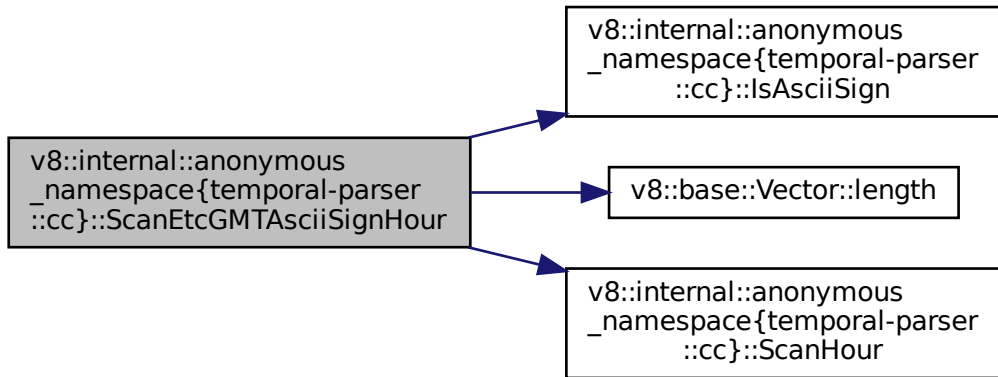 v8::internal::anonymous
_namespace{temporal-parser
::cc}::ScanEtcGMTAsciiSignHour
v8::internal::anonymous
_namespace{temporal-parser
::cc}::IsAsciiSign
v8::base::Vector::length
v8::internal::anonymous
_namespace{temporal-parser
::cc}::ScanHour